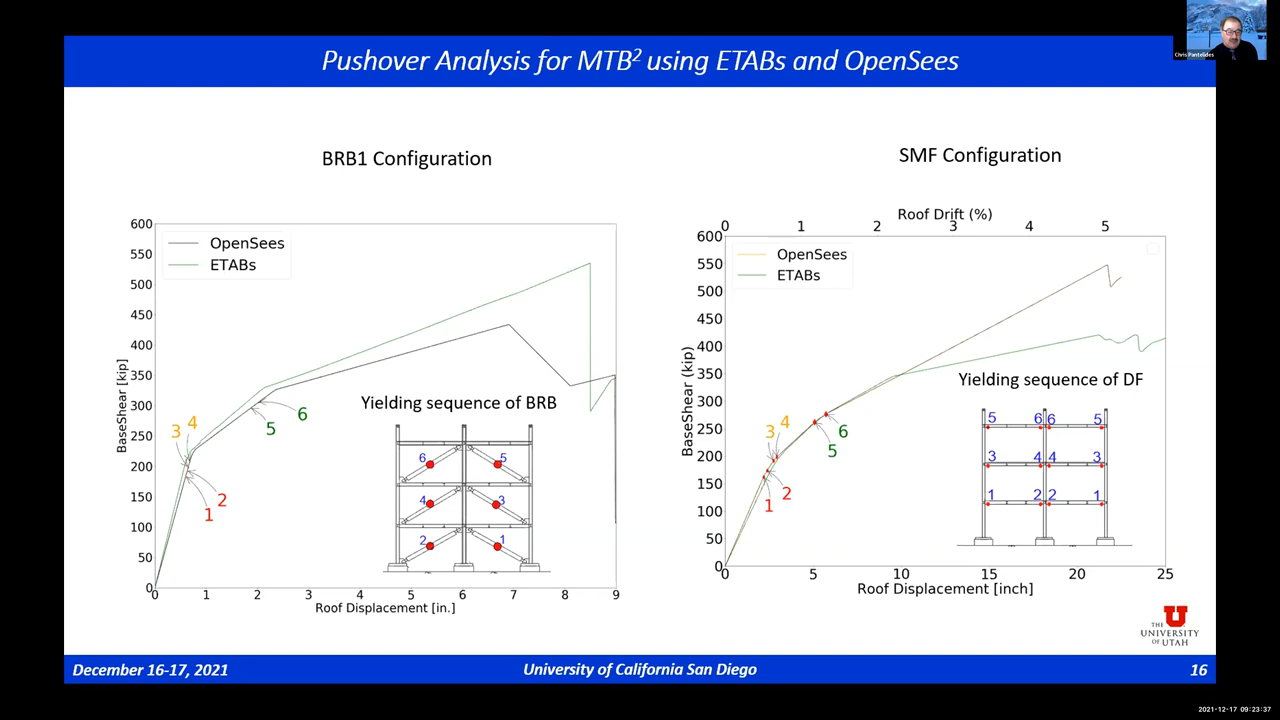 Chris Pantelides
Pushover Analysis for MTB² using ETABs and OpenSees
BRB1 Configuration
SMF Configuration
600
550
500
450
400
350
300
250
200
150
100
50
0
BaseShear [kip]
OpenSees
ETABs
3
4
2
1
5
6
Yielding sequence of BRB
6
5
4
3
2
1
0 1 2 3 4 5 6 7 8 9
Roof Displacement [in.]
Roof Drift (%)
0 1 2 3 4 5
600
550
500
450
400
350
300
250
200
150
100
50
0
BaseShear (kip)
OpenSees
ETABs
3
4
2
1
6
5
Yielding sequence of DF
5 6 6 5
3 4 4 3
1 2 2 1
0 5 10 15 20 25
Roof Displacement [inch]
THE
UNIVERSITY
OF UTAH
December 16-17, 2021
University of California San Diego
16
2021-12-17 09:23:37